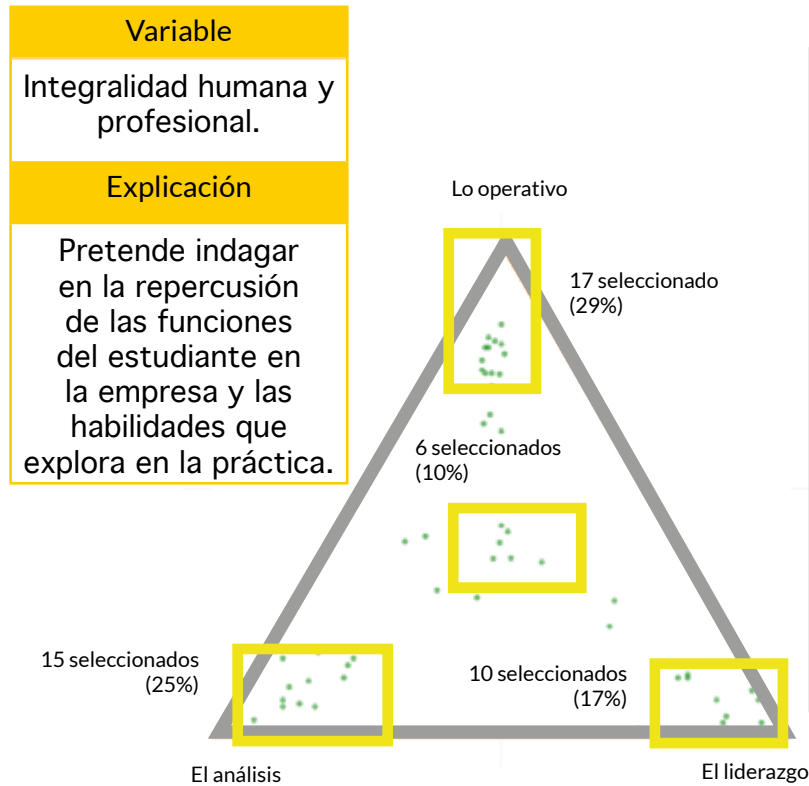 Variable
Integralidad humana y
profesional.
Explicación
Pretende indagar
en la repercusión
de las funciones
del estudiante en
la empresa y las
habilidades que
explora en la práctica.
Lo operativo
17 seleccionado
(29%)
6 seleccionados
(10%)
15 seleccionados
(25%)
10 seleccionados
(17%)
El análisis
El liderazgo